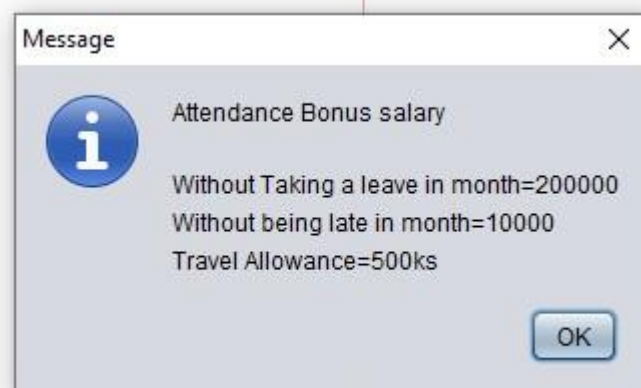 Message
Attendance Bonus salary
Without Taking a leave in month=200000
Without being late in month=10000
Travel Allowance=500ks
OK